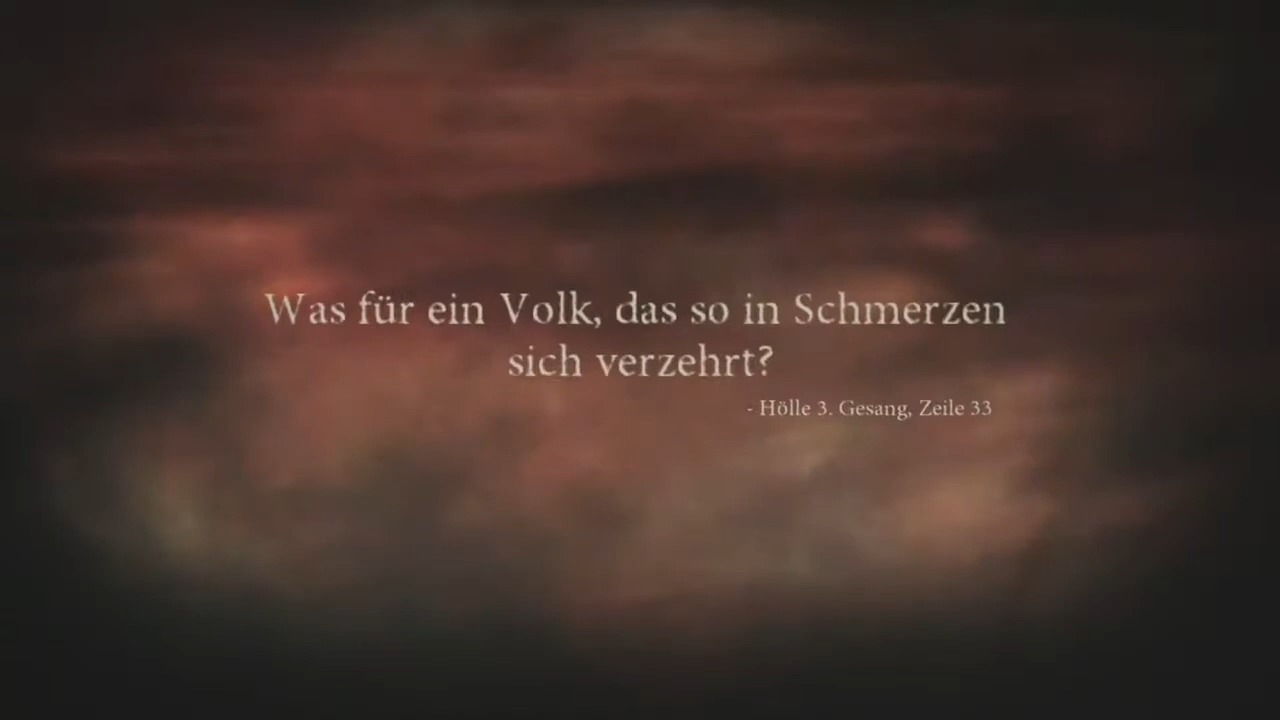 Was für ein Volk, das so in Schmerzen
sich verzehrt?
- Hölle 3. Gesang, Zeile 33